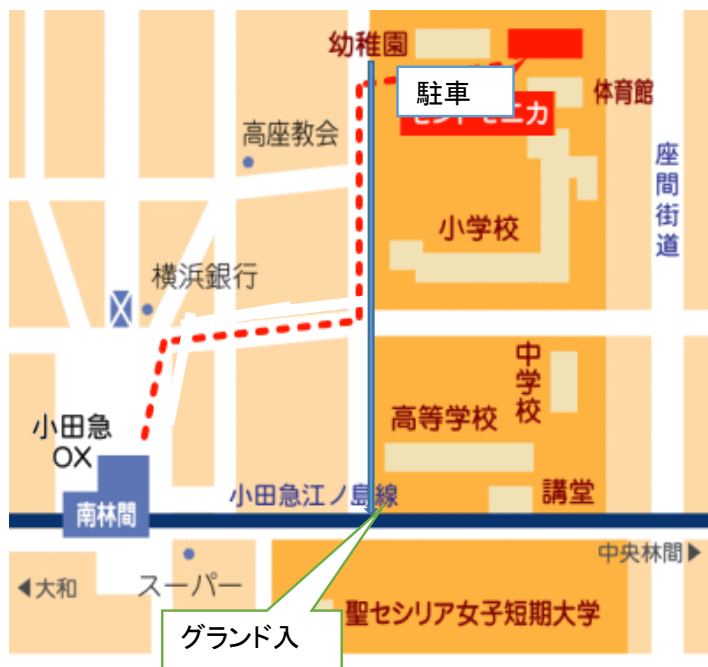 幼稚園
駐車
体育館
高座教会
座間街道
小学校
横浜銀行
中学校
小田急
OX
高等学校
小田急江ノ島線
講堂
南林間
中央林間▶
◀大和
スーパー
聖セシリア女子短期大学
グランド入